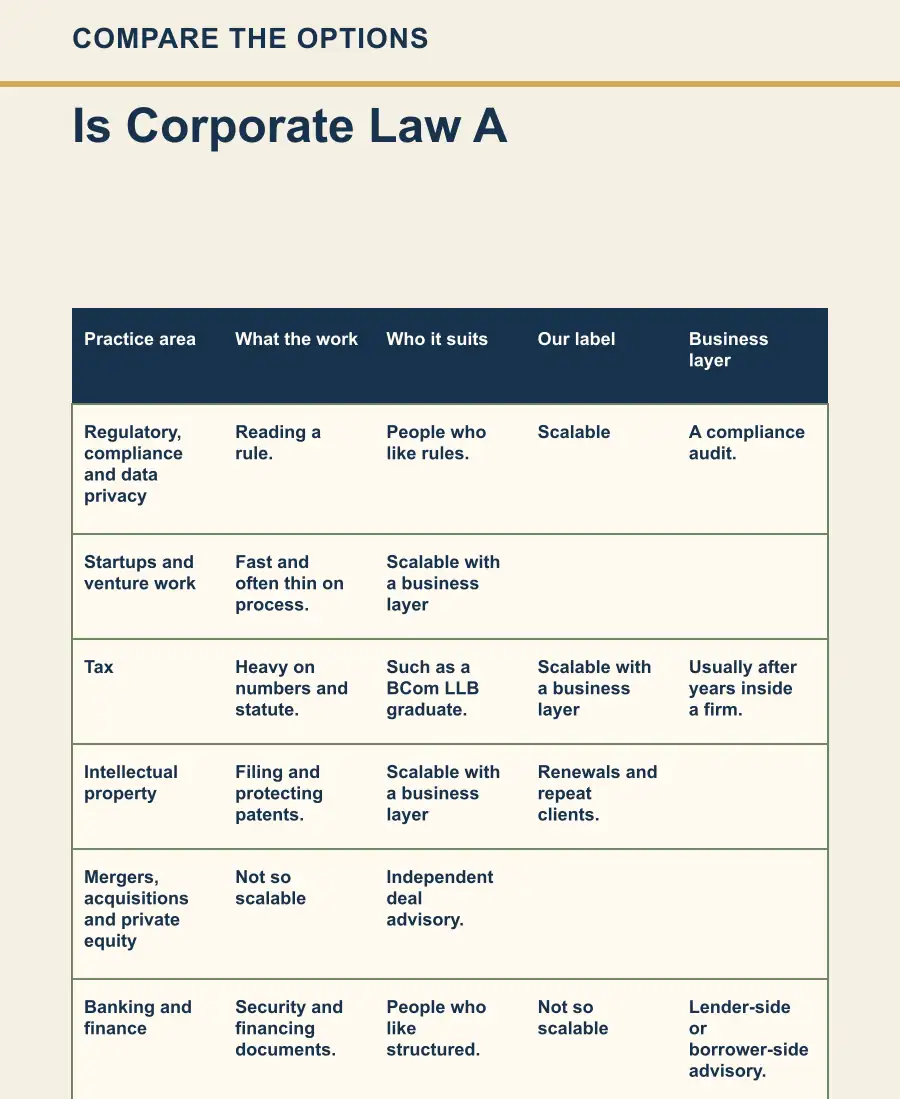 COMPARE THE OPTIONS
Is Corporate Law A
Practice area
What the work
Who it suits
Our label
Business
layer
Regulatory,
compliance
and data
privacy
Reading a
rule.
People who
like rules.
Scalable
A compliance
audit.
Startups and
venture work
Fast and
often thin on
process.
Scalable with
a business
layer
Tax
Heavy on
numbers and
statute.
Such as a
BCom LLB
graduate.
Scalable with
a business
layer
Usually after
years inside
a firm.
Intellectual
property
Filing and
protecting
patents.
Scalable with
a business
layer
Renewals and
repeat
clients.
Mergers,
acquisitions
and private
equity
Not so
scalable
Independent
deal
advisory.
Banking and
finance
Security and
financing
documents.
People who
like
structured.
Not so
scalable
Lender-side
or
borrower-side
advisory.